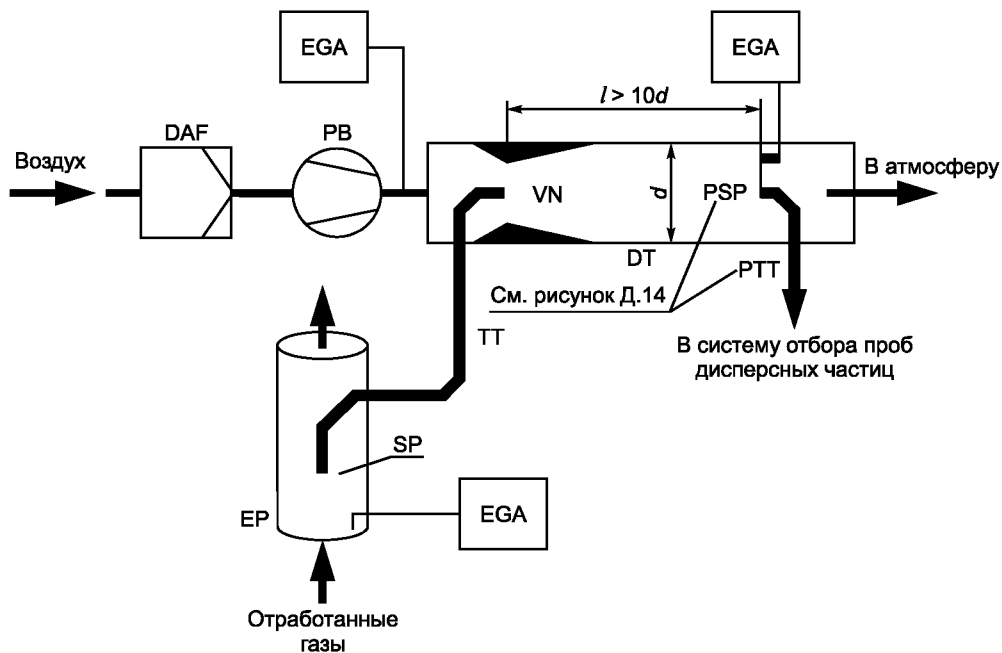 EGA
EGA
l > 10d
DAF
PB
Воздух
В атмосферу
VN
d
PSP
DT
PTT
См. рисунок Д.14
TT
В систему отбора проб
дисперсных частиц
SP
EP
EGA
Отработанные
газы